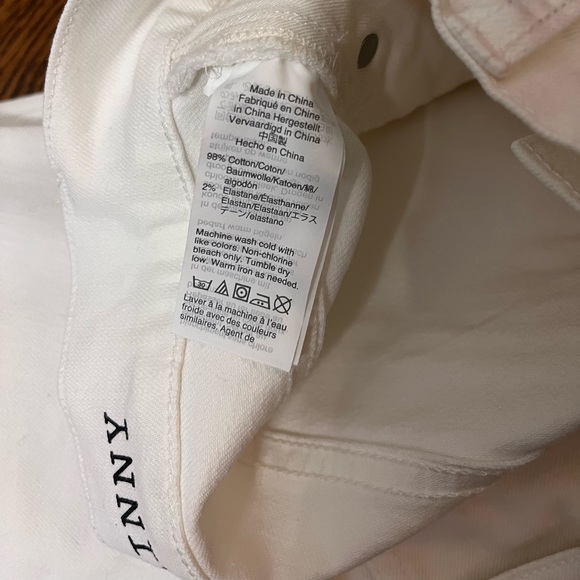 Made in China
Fabriqué en Chine
in China Hergestellt
Vervaardigd in China
中国製
Hecho en China
98% Cotton/Coton/
Baumwolle/Katoen/綿/
algodón
2% Elastane/Élasthanne/
Elastan/Elastaan/エラス
テーン/elastano
Machine wash cold with
like colors. Non-chlorine
bleach only. Tumble dry
low. Warm iron as needed.
30
Laver à la machine à l'eau
froide avec des couleurs
similaires. Agent de
INNY